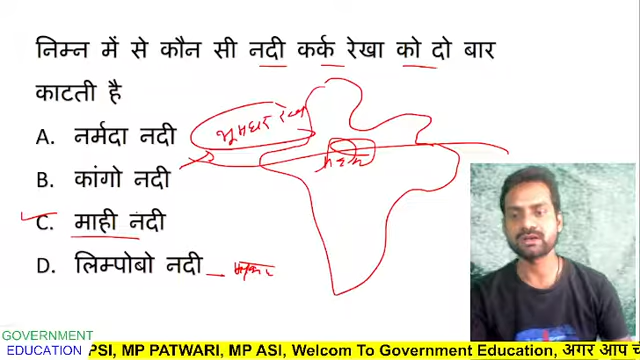 निम्न में से कौन सी नदी कर्क रेखा को दो बार
काटती है
A. नर्मदा नदी
B. कांगो नदी
C. माही नदी
D. लिम्पोबो नदी
GOVERNMENT
EDUCATION
PSI, MP PATWARI, MP ASI, Welcom To Government Education, अगर आप च